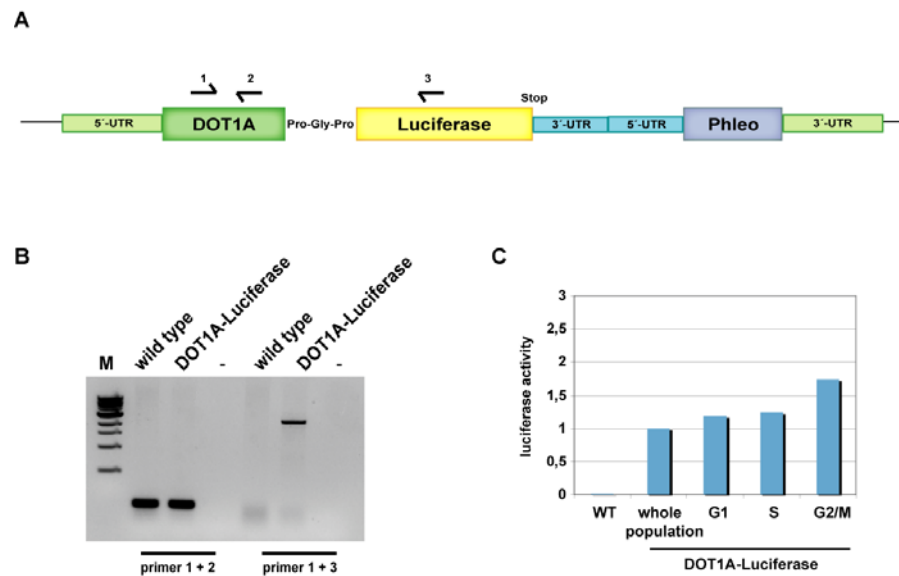 A
1
2
3
Stop
5´-UTR
DOT1A
Pro-Gly-Pro
Luciferase
3´-UTR
5´-UTR
Phleo
3´-UTR
B
M
wild type
DOT1A-Luciferase
-
wild type
DOT1A-Luciferase
-
primer 1 + 2
primer 1 + 3
C
luciferase activity
3
2,5
2
1,5
1
0,5
0
WT
whole
population
G1
S
G2/M
DOT1A-Luciferase